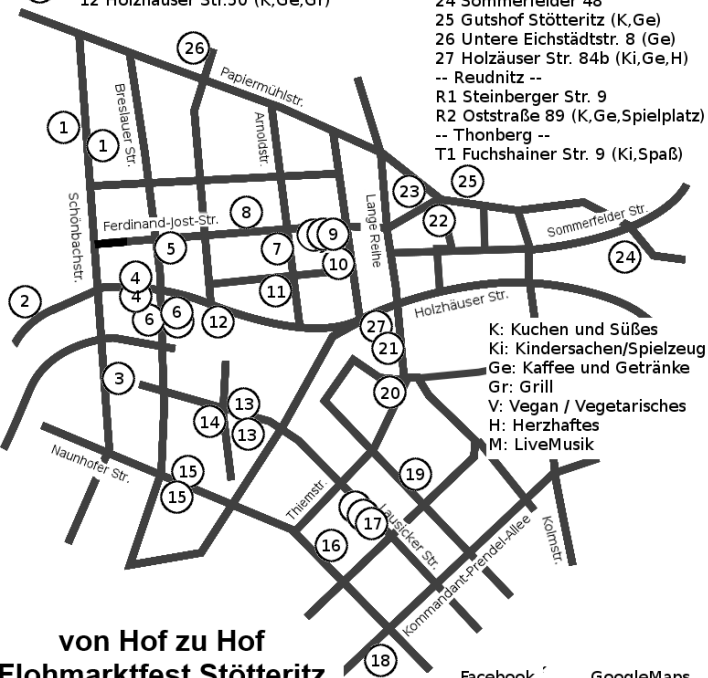 12 Holzhäuser Str.50 (K,Ge,Gr)
24 Sommerfelder 48
25 Gutshof Stötteritz (K,Ge)
26 Untere Eichstädtstr. 8 (Ge)
27 Holzäuser Str. 84b (Ki,Ge,H)
-- Reudnitz --
R1 Steinberger Str. 9
R2 Oststraße 89 (K,Ge,Spielplatz)
-- Thonberg --
T1 Fuchshainer Str. 9 (Ki,Spaß)
26
Papiermühlstr.
Breslauer Str.
Arnoldstr.
1
1
25
23
22
Schönbachstr.
Ferdinand-Jost-Str.
8
Lange Reihe
Sommerfelder Str.
5
7
9
10
24
4
4
11
2
6
6
12
Holzhäuser Str.
27
21
K: Kuchen und Süßes
Ki: Kindersachen/Spielzeug
Ge: Kaffee und Getränke
Gr: Grill
V: Vegan / Vegetarisches
H: Herzhaftes
M: LiveMusik
3
20
13
14
13
Naunhofer Str.
15
15
19
Thiemstr.
17
Lausicker Str.
16
Kommandant-Prendel-Allee
Kolmstr.
18
von Hof zu Hof
Flohmarktfest Stötteritz
Facebook
GoogleMaps